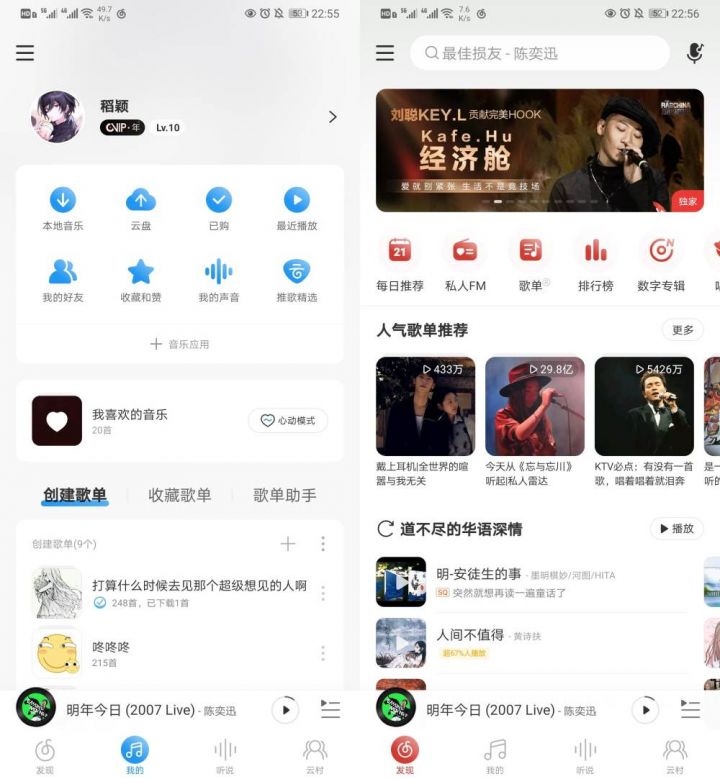 HD 5G 4G 49.7 K/s
53 22:55
稻颖
VIP·年 Lv.10
本地音乐 云盘 已购 最近播放
我的好友 收藏和赞 我的声音 推歌精选
音乐应用
我喜欢的音乐
20首
心动模式
创建歌单 收藏歌单 歌单助手
创建歌单(9个)
打算什么时候去见那个超级想见的人啊
248首，已下载1首
咚咚咚
215首
明年今日 (2007 Live) - 陈奕迅
发现 我的 听说 云村
HD 5G 4G 7.6 K/s
52 22:56
最佳损友 - 陈奕迅
刘聪KEY.L 贡献完美HOOK
Kafe.Hu
经济舱
爱就别紧张 生活不是竞技场
独家
21
每日推荐 私人FM 歌单 排行榜 数字专辑
人气歌单推荐 更多
433万 29.8亿 5426万
戴上耳机|全世界的喧嚣与我无关
今天从《忘与忘川》听起|私人雷达
KTV必点：有没有一首歌，唱着唱着就泪奔
道不尽的华语深情 播放
明-安徒生的事 - 墨明棋妙/河图/HITA
SQ 突然就想再读一遍童话了
人间不值得 - 黄诗扶
超67%人播放
明年今日 (2007 Live) - 陈奕迅
发现 我的 听说 云村